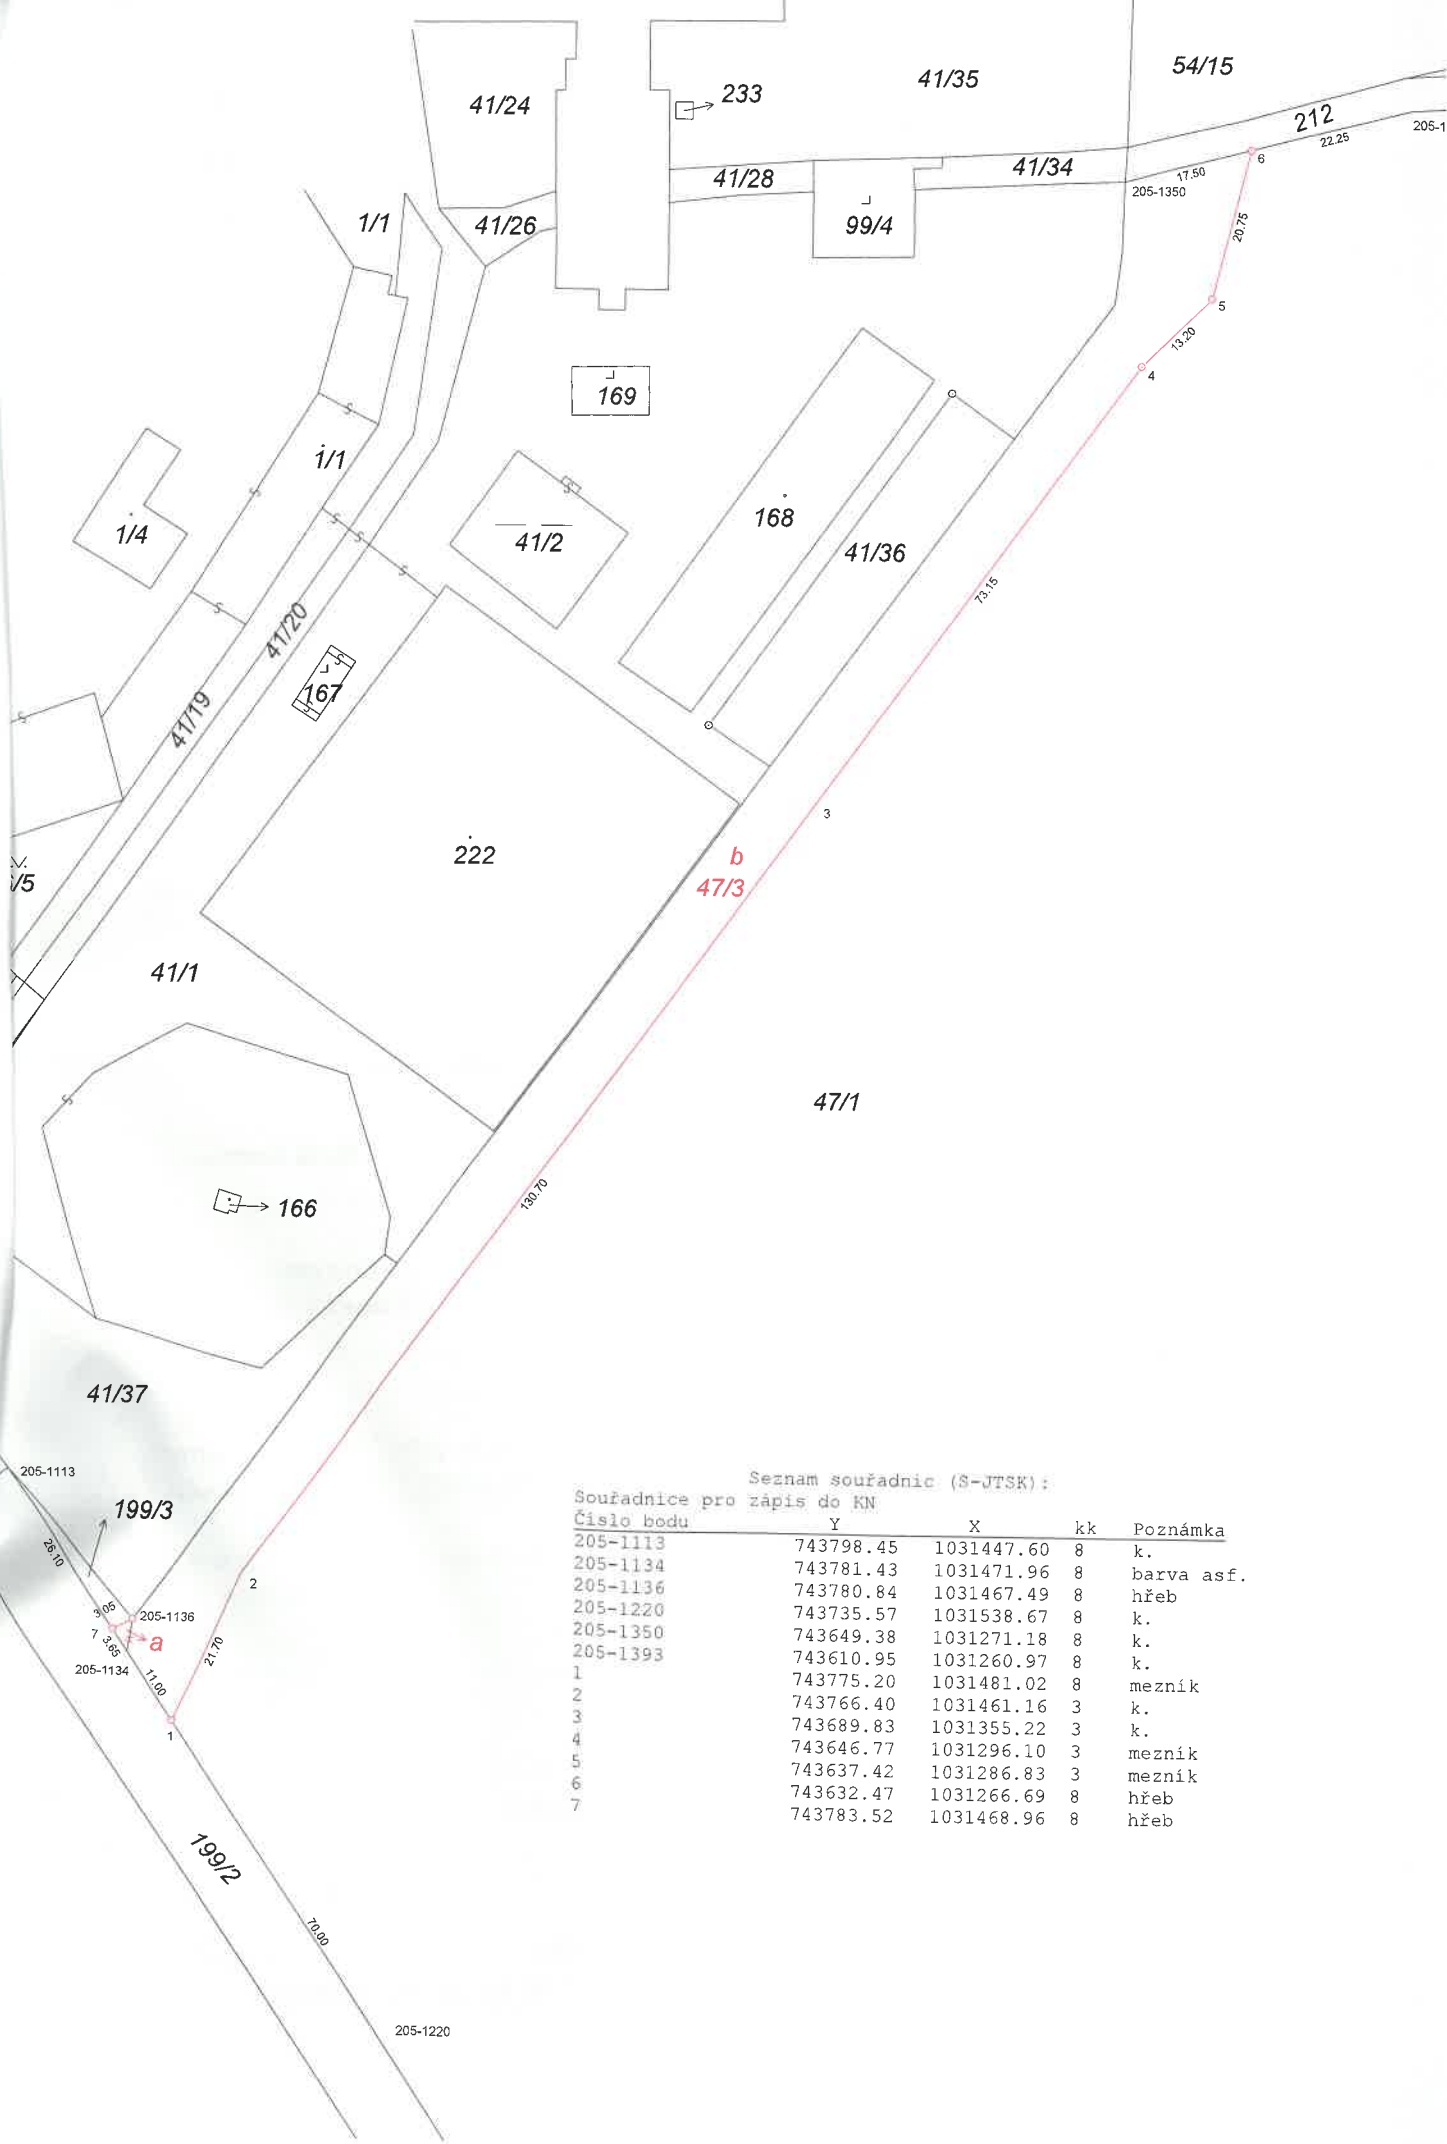 54/15
41/35
233
41/24
212
205-1
22.25
6
41/34
41/28
17.50
205-1350
1/1
41/26
99/4
20.75
5
13.20
4
169
1/1
168
1/4
41/2
41/36
73.15
41/20
167
41/19
3
222
b
47/3
/5
41/1
47/1
130.70
166
41/37
205-1113
199/3
26.10
2
3.05
205-1136
7
3.65
a
205-1134
21.70
11.00
1
199/2
70.00
205-1220
Seznam souřadnic (S-JTSK):
Souřadnice pro zápis do KN
Číslo bodu Y X kk Poznámka
205-1113 743798.45 1031447.60 8 k.
205-1134 743781.43 1031471.96 8 barva asf.
205-1136 743780.84 1031467.49 8 hřeb
205-1220 743735.57 1031538.67 8 k.
205-1350 743649.38 1031271.18 8 k.
205-1393 743610.95 1031260.97 8 k.
1 743775.20 1031481.02 8 mezník
2 743766.40 1031461.16 3 k.
3 743689.83 1031355.22 3 k.
4 743646.77 1031296.10 3 mezník
5 743637.42 1031286.83 3 mezník
6 743632.47 1031266.69 8 hřeb
7 743783.52 1031468.96 8 hřeb